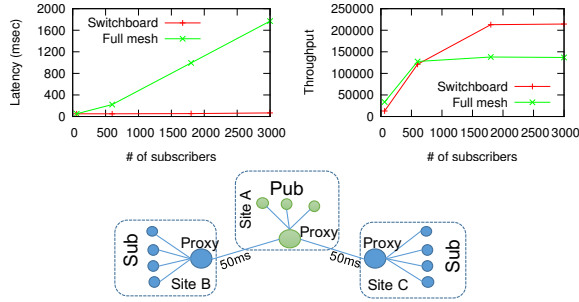 Latency (msec)
2000
1600
1200
800
400
0
Switchboard
Full mesh
0 500 1000 1500 2000 2500 3000
# of subscribers
Throughput
250000
200000
150000
100000
50000
0
Switchboard
Full mesh
0 500 1000 1500 2000 2500 3000
# of subscribers
Site A
Pub
Proxy
Sub
Proxy
Site B
50ms
50ms
Proxy
Site C
Sub